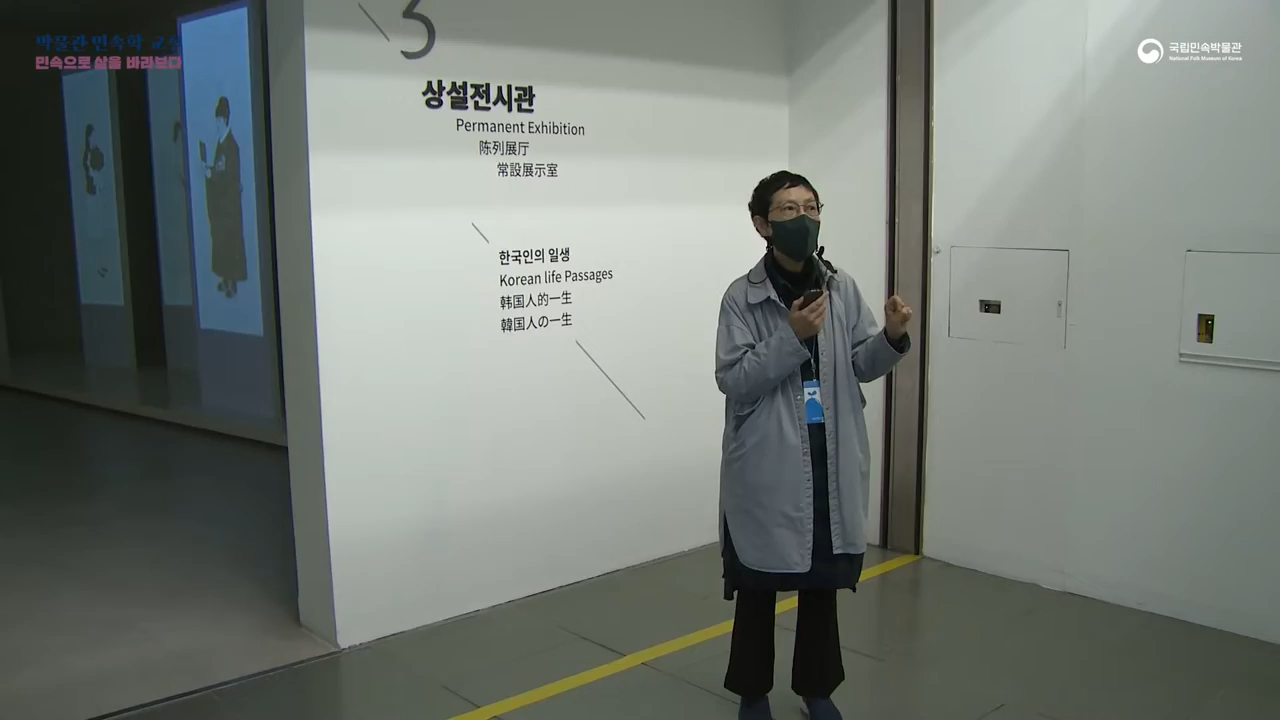 박물관 민속학 교실
민속으로 삶을 바라보다
국립민속박물관
National Folk Museum of Korea
3
상설전시관
Permanent Exhibition
陈列展厅
常設展示室
한국인의 일생
Korean life Passages
韩国人的一生
韓国人の一生